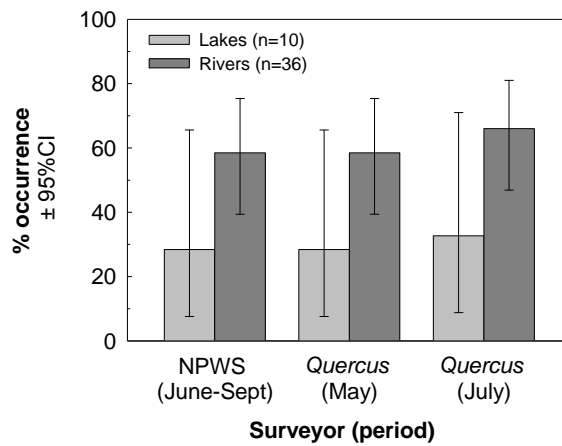 100
80
60
40
20
0
% occurrence
± 95%CI
Lakes (n=10)
Rivers (n=36)
NPWS
(June-Sept)
Quercus
(May)
Quercus
(July)
Surveyor (period)